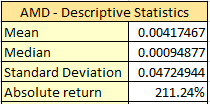 AMD - Descriptive Statistics
Mean 0.00417467
Median 0.00094877
Standard Deviation 0.04724944
Absolute return 211.24%